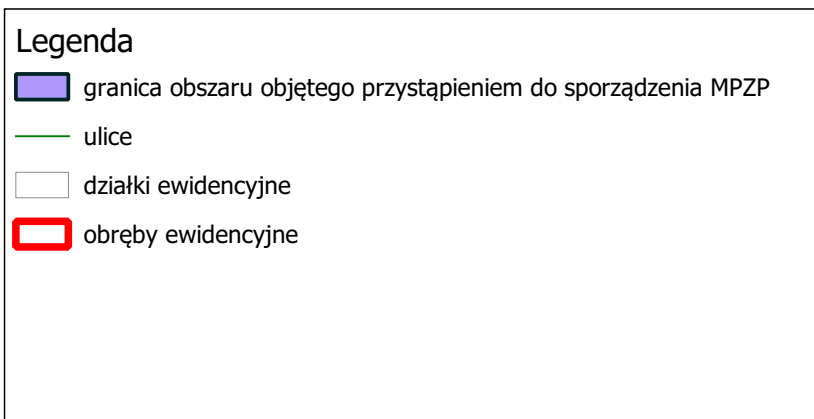 Legenda
granica obszaru objętego przystąpieniem do sporządzenia MPZP
ulice
działki ewidencyjne
obręby ewidencyjne